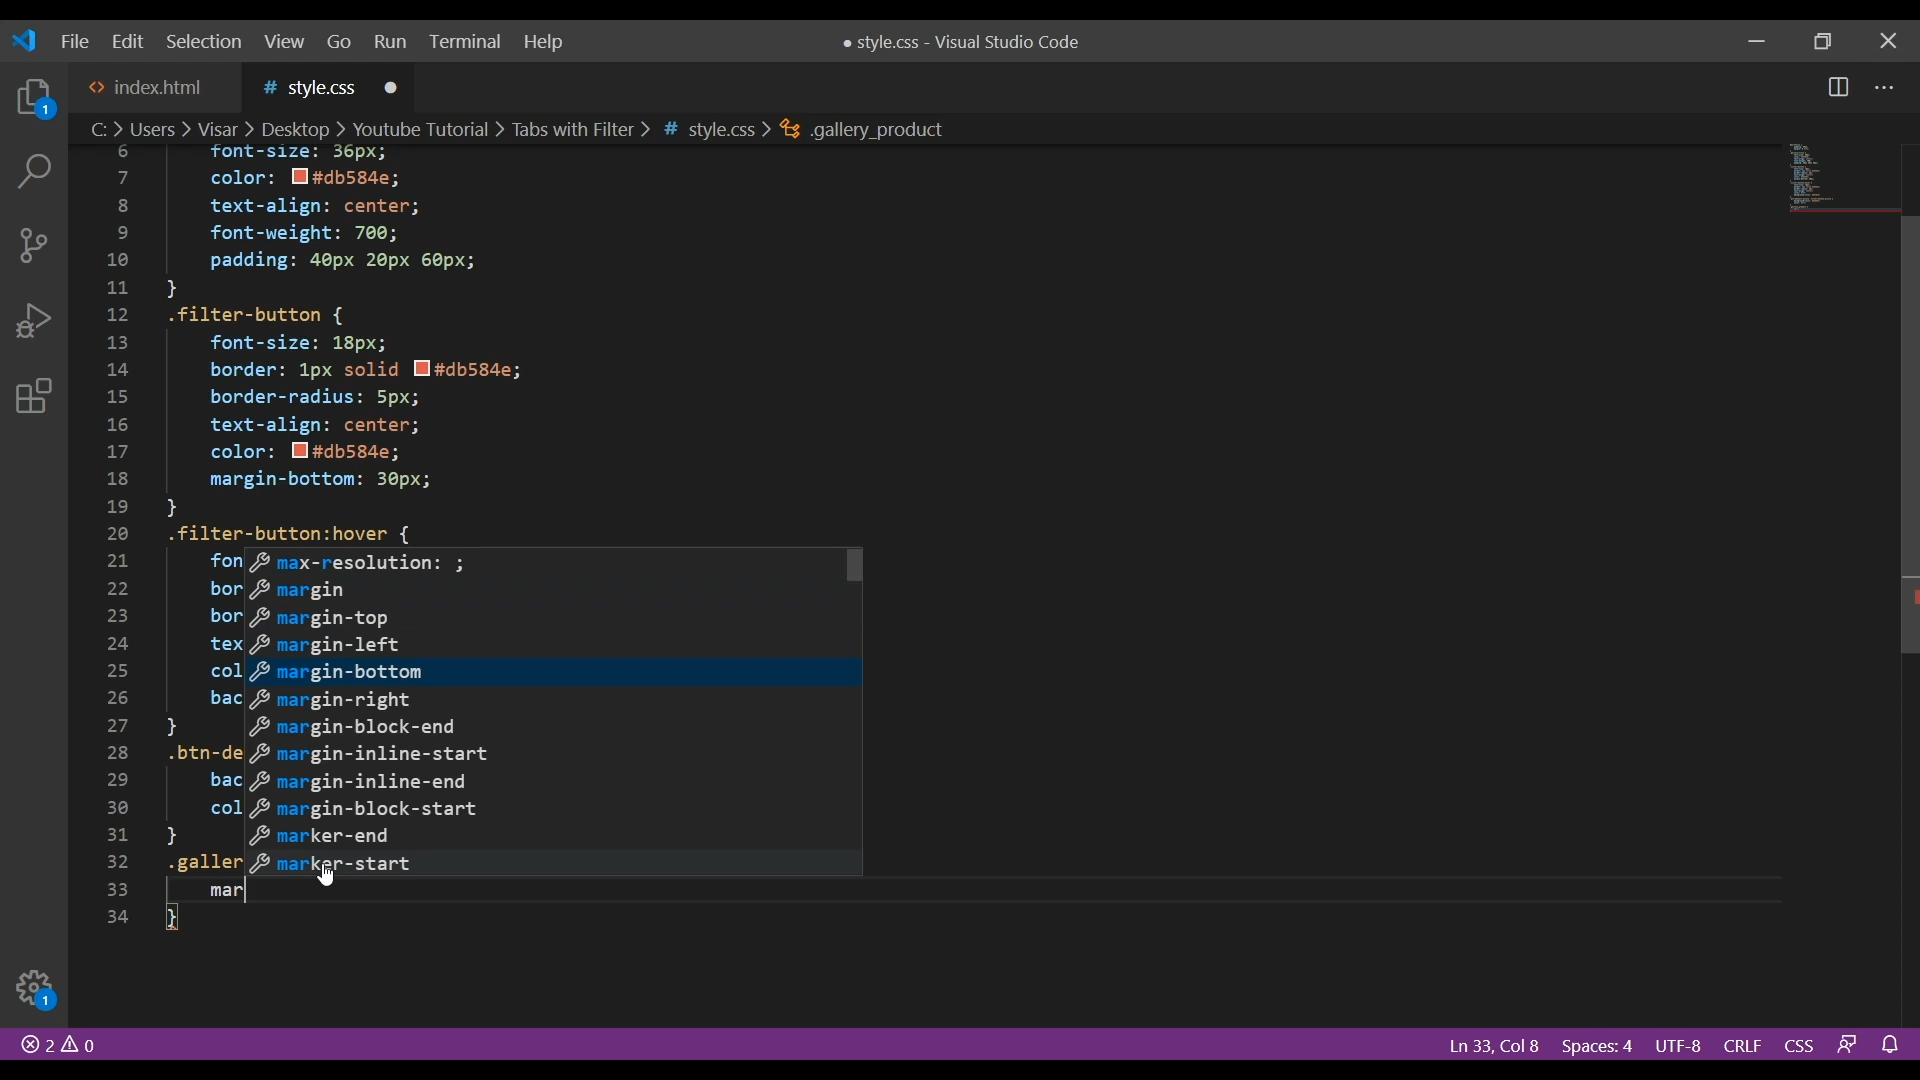 File Edit Selection View Go Run Terminal Help
● style.css - Visual Studio Code
<> index.html # style.css ●
C: > Users > Visar > Desktop > Youtube Tutorial > Tabs with Filter > # style.css > .gallery_product
6 font-size: 36px;
7 color: #db584e;
8 text-align: center;
9 font-weight: 700;
10 padding: 40px 20px 60px;
11 }
12 .filter-button {
13 font-size: 18px;
14 border: 1px solid #db584e;
15 border-radius: 5px;
16 text-align: center;
17 color: #db584e;
18 margin-bottom: 30px;
19 }
20 .filter-button:hover {
21 fon max-resolution: ;
22 bor margin
23 bor margin-top
24 tex margin-left
25 col margin-bottom
26 bac margin-right
27 } margin-block-end
28 .btn-de margin-inline-start
29 bac margin-inline-end
30 col margin-block-start
31 } marker-end
32 .galler marker-start
33 mar
34 }
1
1
2 0 Ln 33, Col 8 Spaces: 4 UTF-8 CRLF CSS